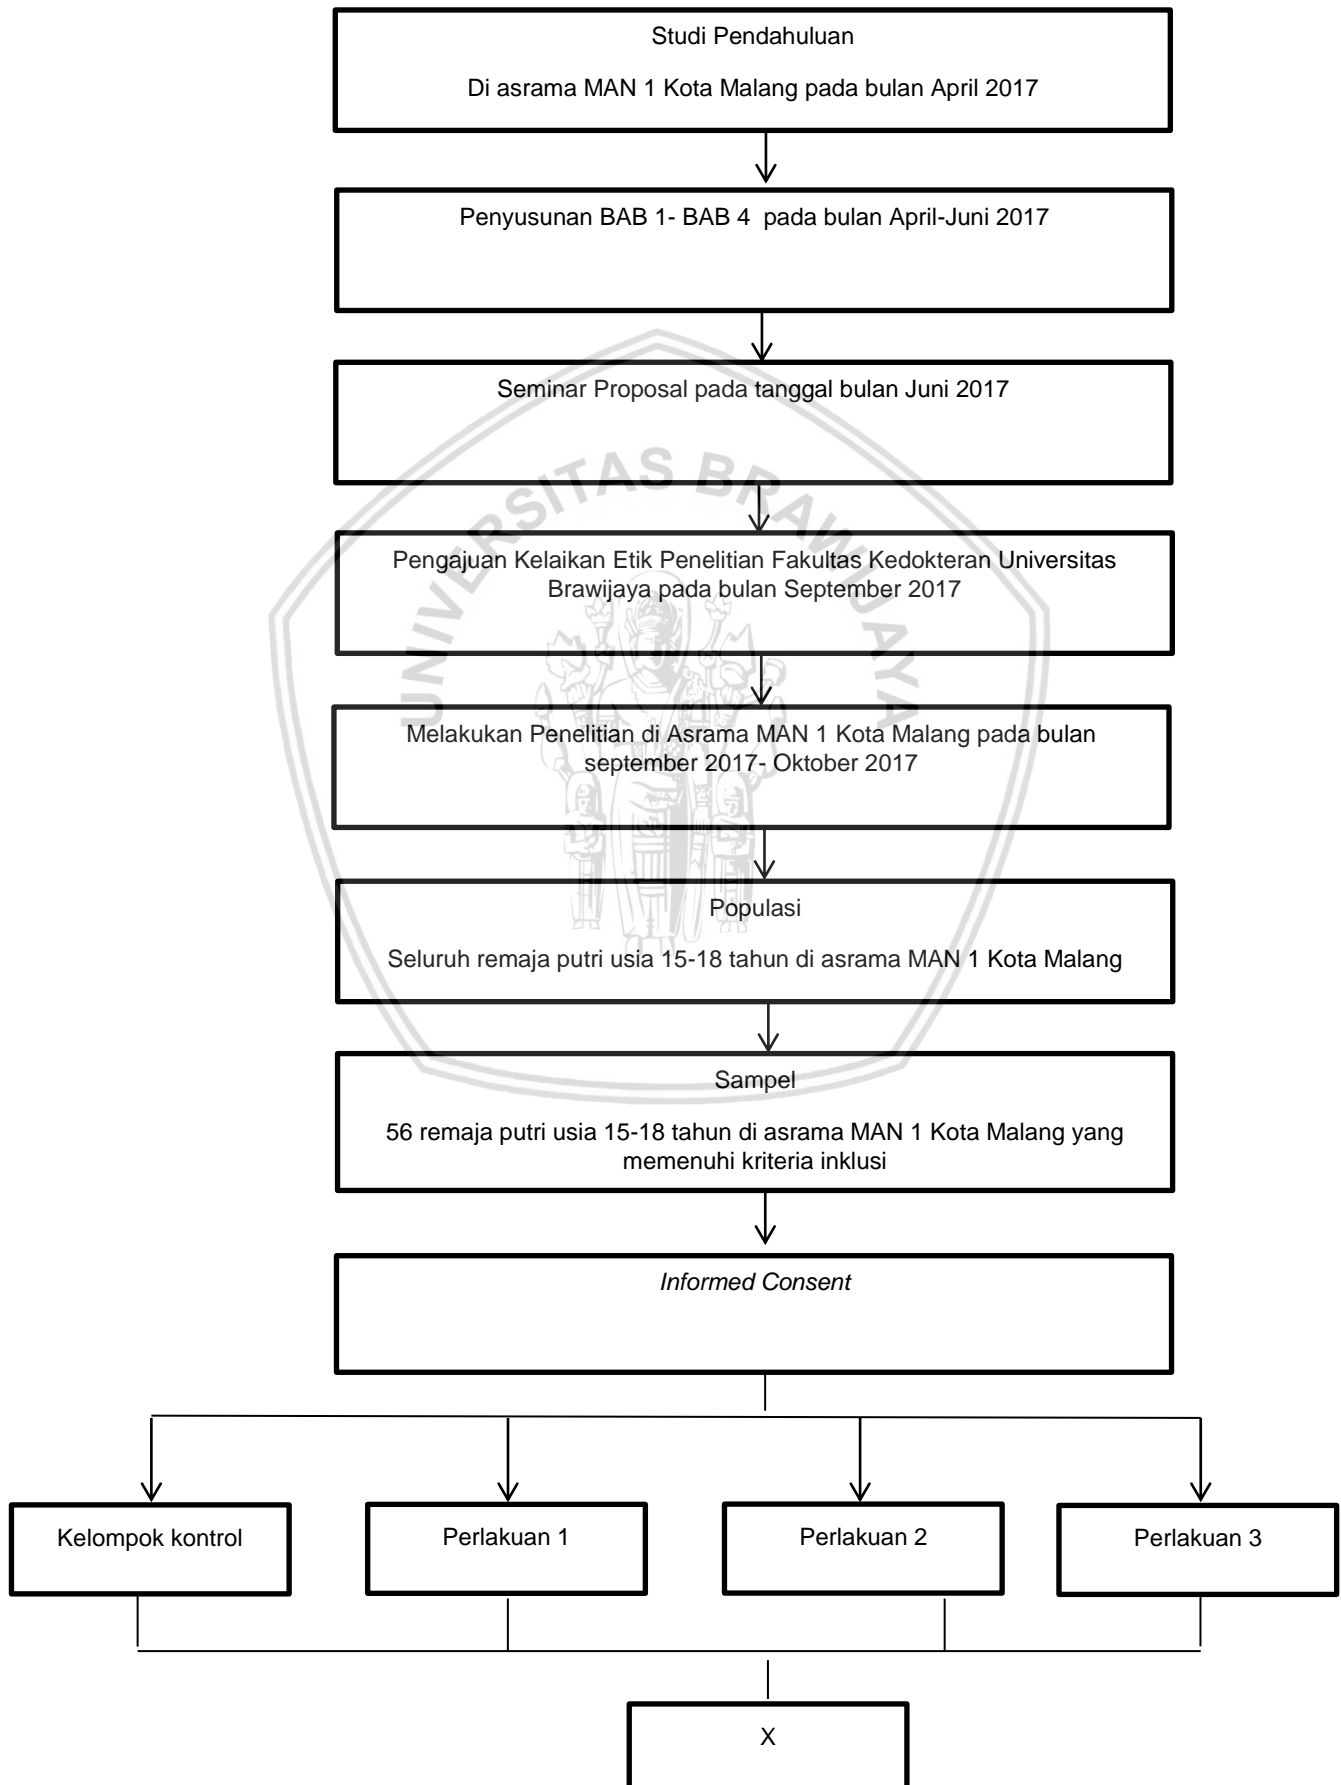 Studi Pendahuluan
Di asrama MAN 1 Kota Malang pada bulan April 2017
Penyusunan BAB 1- BAB 4 pada bulan April-Juni 2017
Seminar Proposal pada tanggal bulan Juni 2017
UNIVERSITAS BRAWIJAYA
Pengajuan Kelaikan Etik Penelitian Fakultas Kedokteran Universitas
Brawijaya pada bulan September 2017
Melakukan Penelitian di Asrama MAN 1 Kota Malang pada bulan
september 2017- Oktober 2017
Populasi
Seluruh remaja putri usia 15-18 tahun di asrama MAN 1 Kota Malang
Sampel
56 remaja putri usia 15-18 tahun di asrama MAN 1 Kota Malang yang
memenuhi kriteria inklusi
Informed Consent
Kelompok kontrol
Perlakuan 1
Perlakuan 2
Perlakuan 3
X